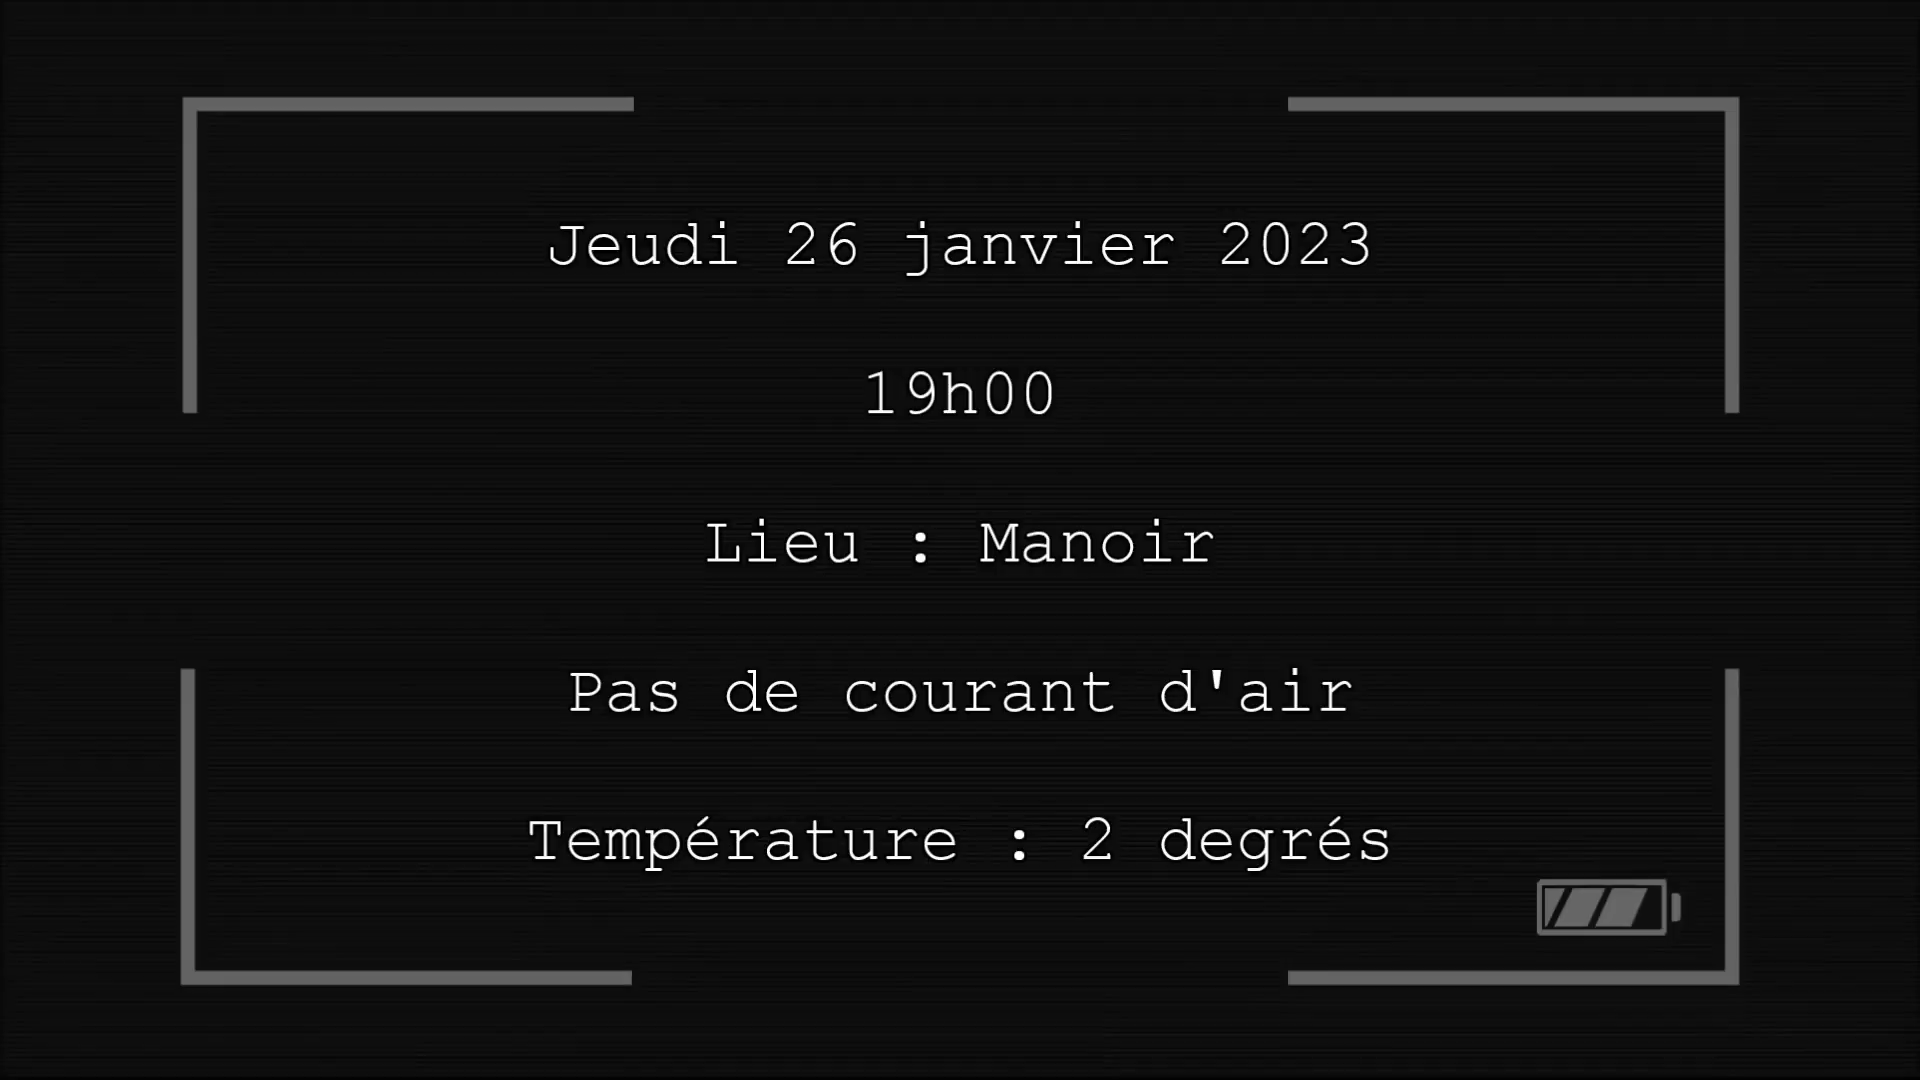 Jeudi 26 janvier 2023
19h00
Lieu : Manoir
Pas de courant d'air
Température : 2 degrés